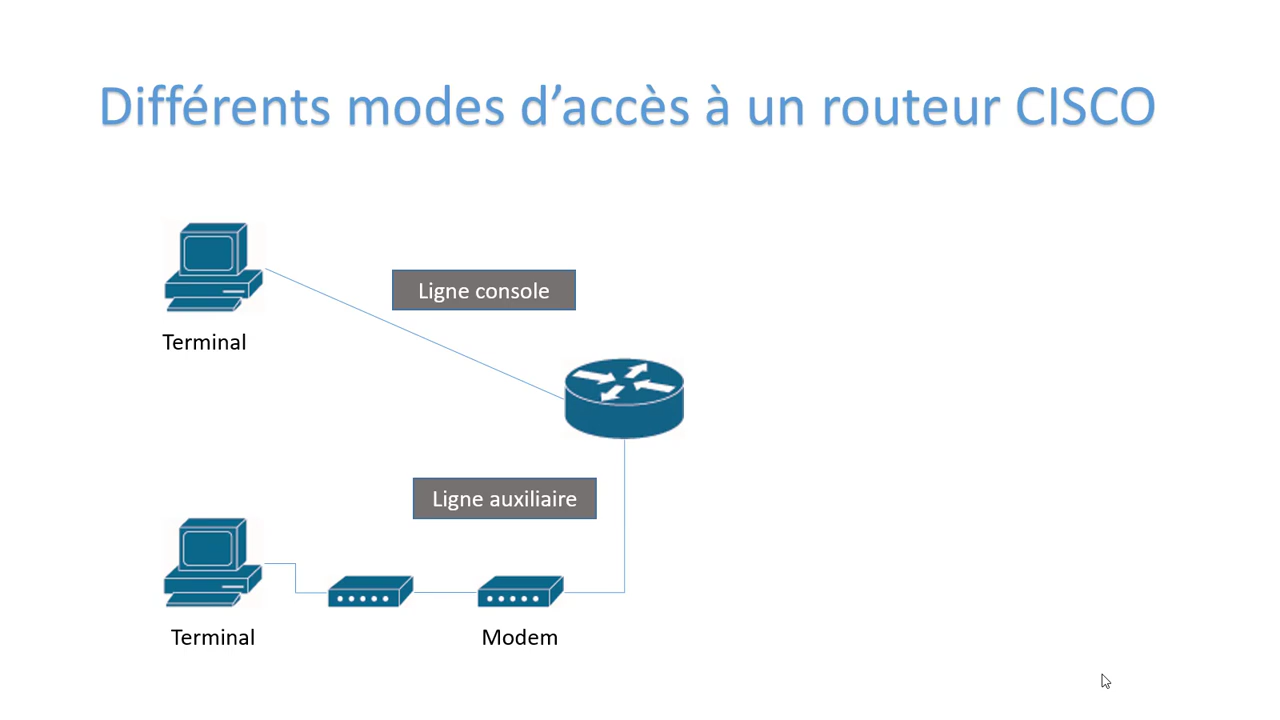 Différents modes d’accès à un routeur CISCO
Ligne console
Terminal
Ligne auxiliaire
Terminal
Modem